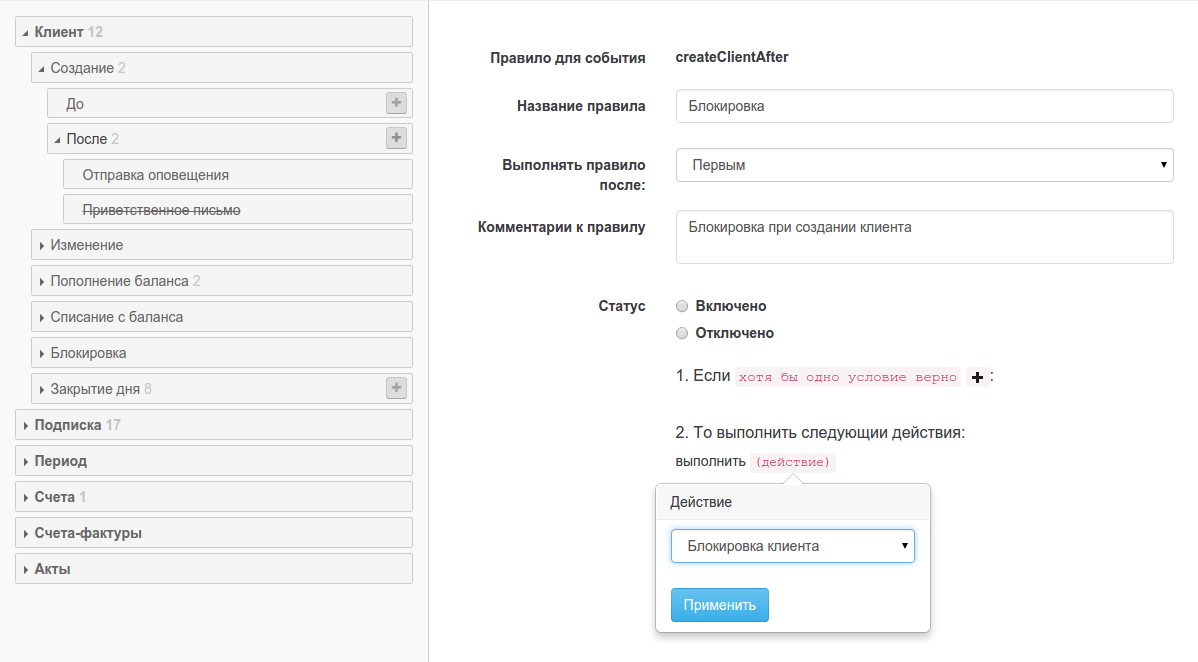 Клиент 12
Создание 2
До
После 2
Отправка оповещения
Приветственное письмо
Изменение
Пополнение баланса 2
Списание с баланса
Блокировка
Закрытие дня 8
Подписка 17
Период
Счета 1
Счета-фактуры
Акты
Правило для события createClientAfter
Название правила Блокировка
Выполнять правило
после: Первым
Комментарии к правилу Блокировка при создании клиента
Статус Включено
Отключено
1. Если хотя бы одно условие верно + :
2. То выполнить следующии действия:
выполнить (действие)
Действие
Блокировка клиента
Применить